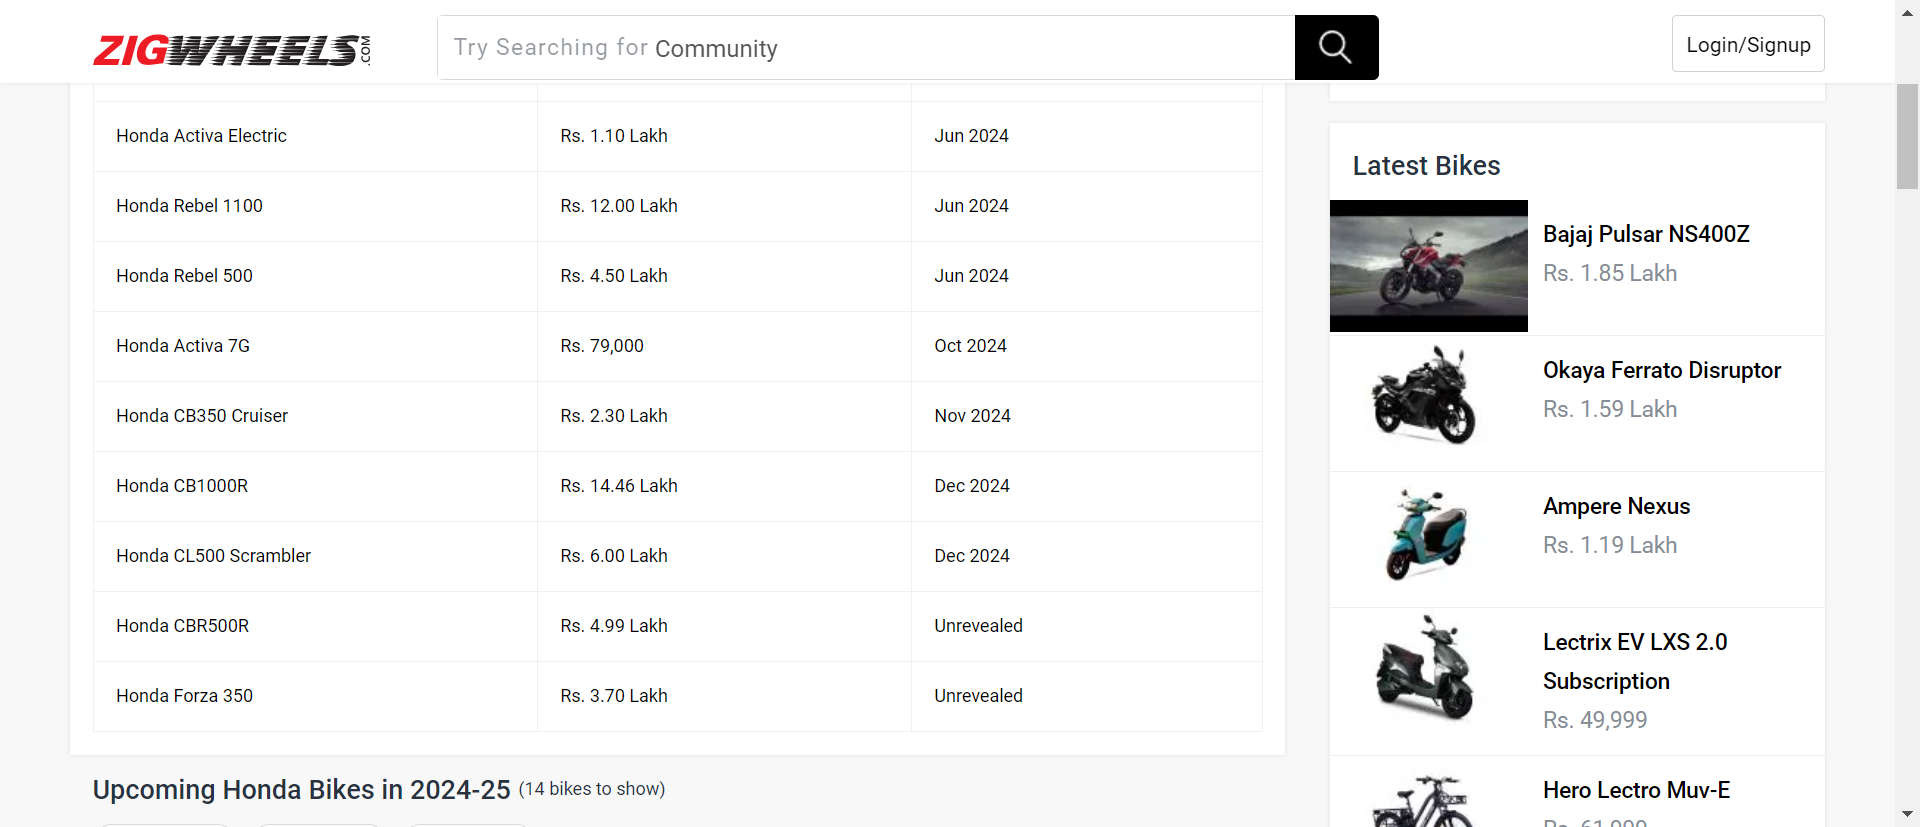 ZIGWHEELS.COM
Try Searching for Community
Login/Signup
Honda Activa Electric Rs. 1.10 Lakh Jun 2024
Honda Rebel 1100 Rs. 12.00 Lakh Jun 2024
Honda Rebel 500 Rs. 4.50 Lakh Jun 2024
Honda Activa 7G Rs. 79,000 Oct 2024
Honda CB350 Cruiser Rs. 2.30 Lakh Nov 2024
Honda CB1000R Rs. 14.46 Lakh Dec 2024
Honda CL500 Scrambler Rs. 6.00 Lakh Dec 2024
Honda CBR500R Rs. 4.99 Lakh Unrevealed
Honda Forza 350 Rs. 3.70 Lakh Unrevealed
Upcoming Honda Bikes in 2024-25 (14 bikes to show)
Latest Bikes
Bajaj Pulsar NS400Z
Rs. 1.85 Lakh
Okaya Ferrato Disruptor
Rs. 1.59 Lakh
Ampere Nexus
Rs. 1.19 Lakh
Lectrix EV LXS 2.0
Subscription
Rs. 49,999
Hero Lectro Muv-E